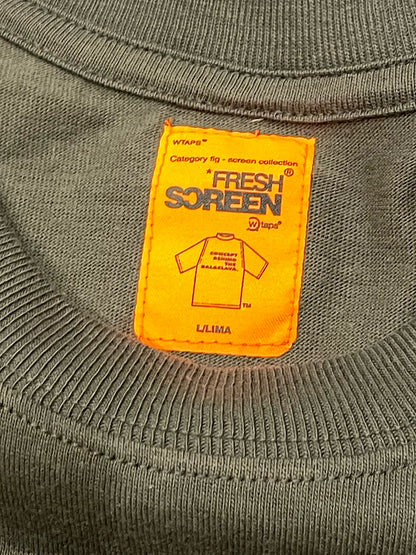 WTAPS®
Category fig - screen collection
*FRESH®
SCREEN
(w)taps®
CONCEPT
BEHIND
THE
BALACLAVA.
TM
L/LIMA